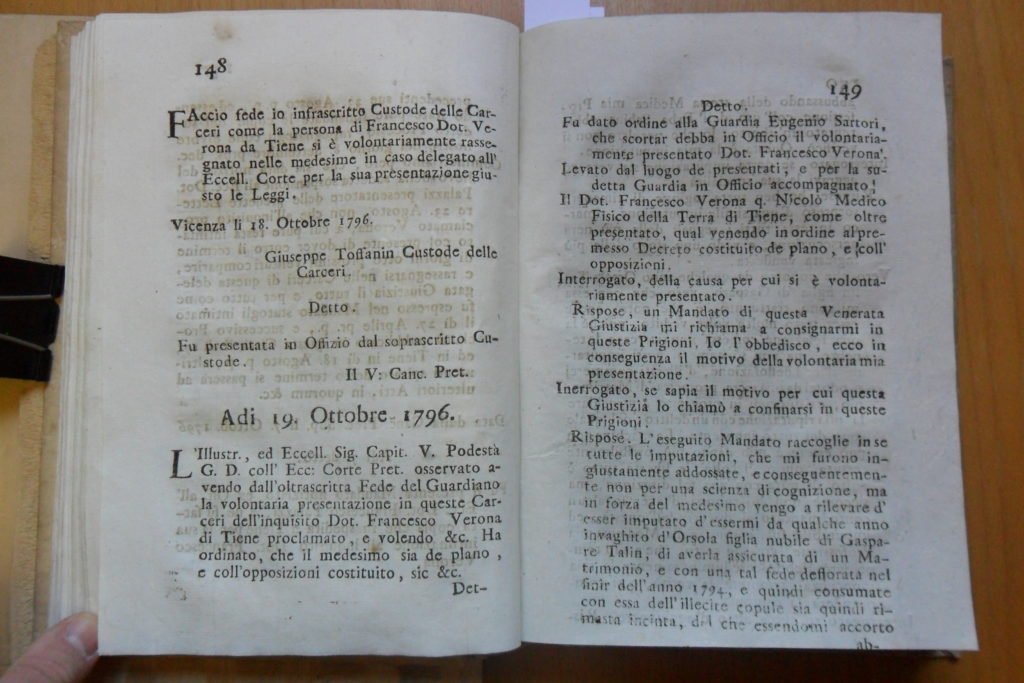 148
FAccio fede io infrascritto Custode delle Car-
ceri come la persona di Francesco Dot. Ve-
rona da Tiene si è volontariamente rasse-
gnato nelle medesime in caso delegato all'
Eccell. Corte per la sua presentazione giu-
sto le Leggi.
Vicenza li 18. Ottobre 1796.
Giuseppe Toffanin Custode delle
Carceri.
Detto.
Fu presentata in Offizio dal soprascritto Cu-
stode.
Il V: Canc. Pret.
Adi 19. Ottobre 1796.
L'Illustr., ed Eccell. Sig. Capit. V. Podestà
G. D. coll' Ecc: Corte Pret. osservato a-
vendo dall'oltrascritta Fede del Guardiano
la volontaria presentazione in queste Car-
ceri dell'inquisito Dot. Francesco Verona
di Tiene proclamato, e volendo &c. Ha
ordinato, che il medesimo sia de plano,
e coll'opposizioni costituito, sic &c.
Det-
149
Detto.
Fu dato ordine alla Guardia Eugenio Sartori,
che scortar debba in Officio il volontaria-
mente presentato Dot. Francesco Verona.
Levato dal luogo de presentati, e per la su-
detta Guardia in Officio accompagnato!
Il Dot. Francesco Verona q. Nicolò Medico
Fisico della Terra di Tiene, come oltre
presentato, qual venendo in ordine al pre-
messo Decreto costituito de plano, e coll'
opposizioni.
Interrogato, della causa per cui si è volonta-
riamente presentato.
Rispose, un Mandato di questa Venerata
Giustizia mi richiama a consignarmi in
queste Prigioni. Io l'obbedisco, ecco in
conseguenza il motivo della volontaria mia
presentazione.
Inerrogato, se sapia il motivo per cui questa
Giustizia lo chiamò a confinarsi in queste
Prigioni.
Rispose. L'eseguito Mandato raccoglie in se
tutte le imputazioni, che mi furono in-
giustamente addossate, e conseguentemen-
te non per una scienza di cognizione, ma
in forza del medesimo vengo a rilevare d'
esser imputato d'essermi da qualche anno
invaghito d'Orsola figlia nubile di Gaspa-
re Talin, di averla assicurata di un Ma-
trimonio, e con una tal fede deflorata nel
finir dell'anno 1794, e quindi consumate
con essa dell'illecite copule sia quindi ri-
masta incinta, del che essendomi accorto
ab-